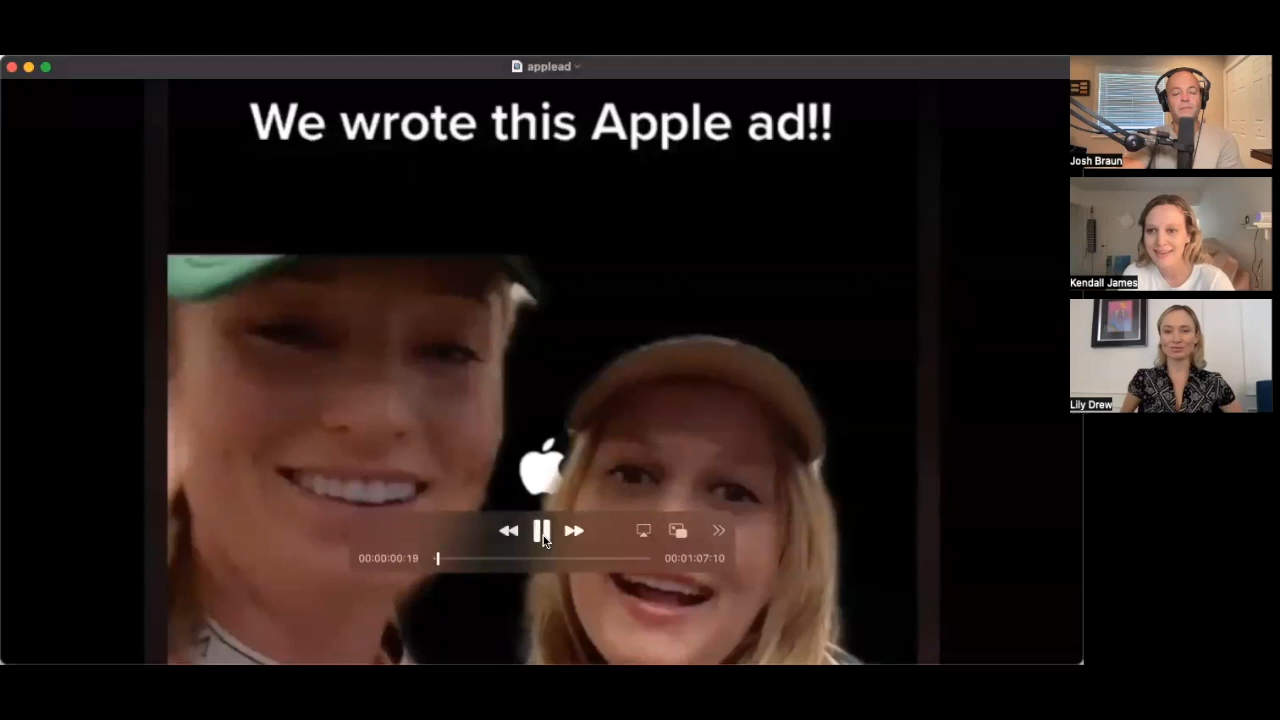 applead
We wrote this Apple ad!!
00:00:00:19
00:01:07:10
Josh Braun
Kendall James
Lily Drew